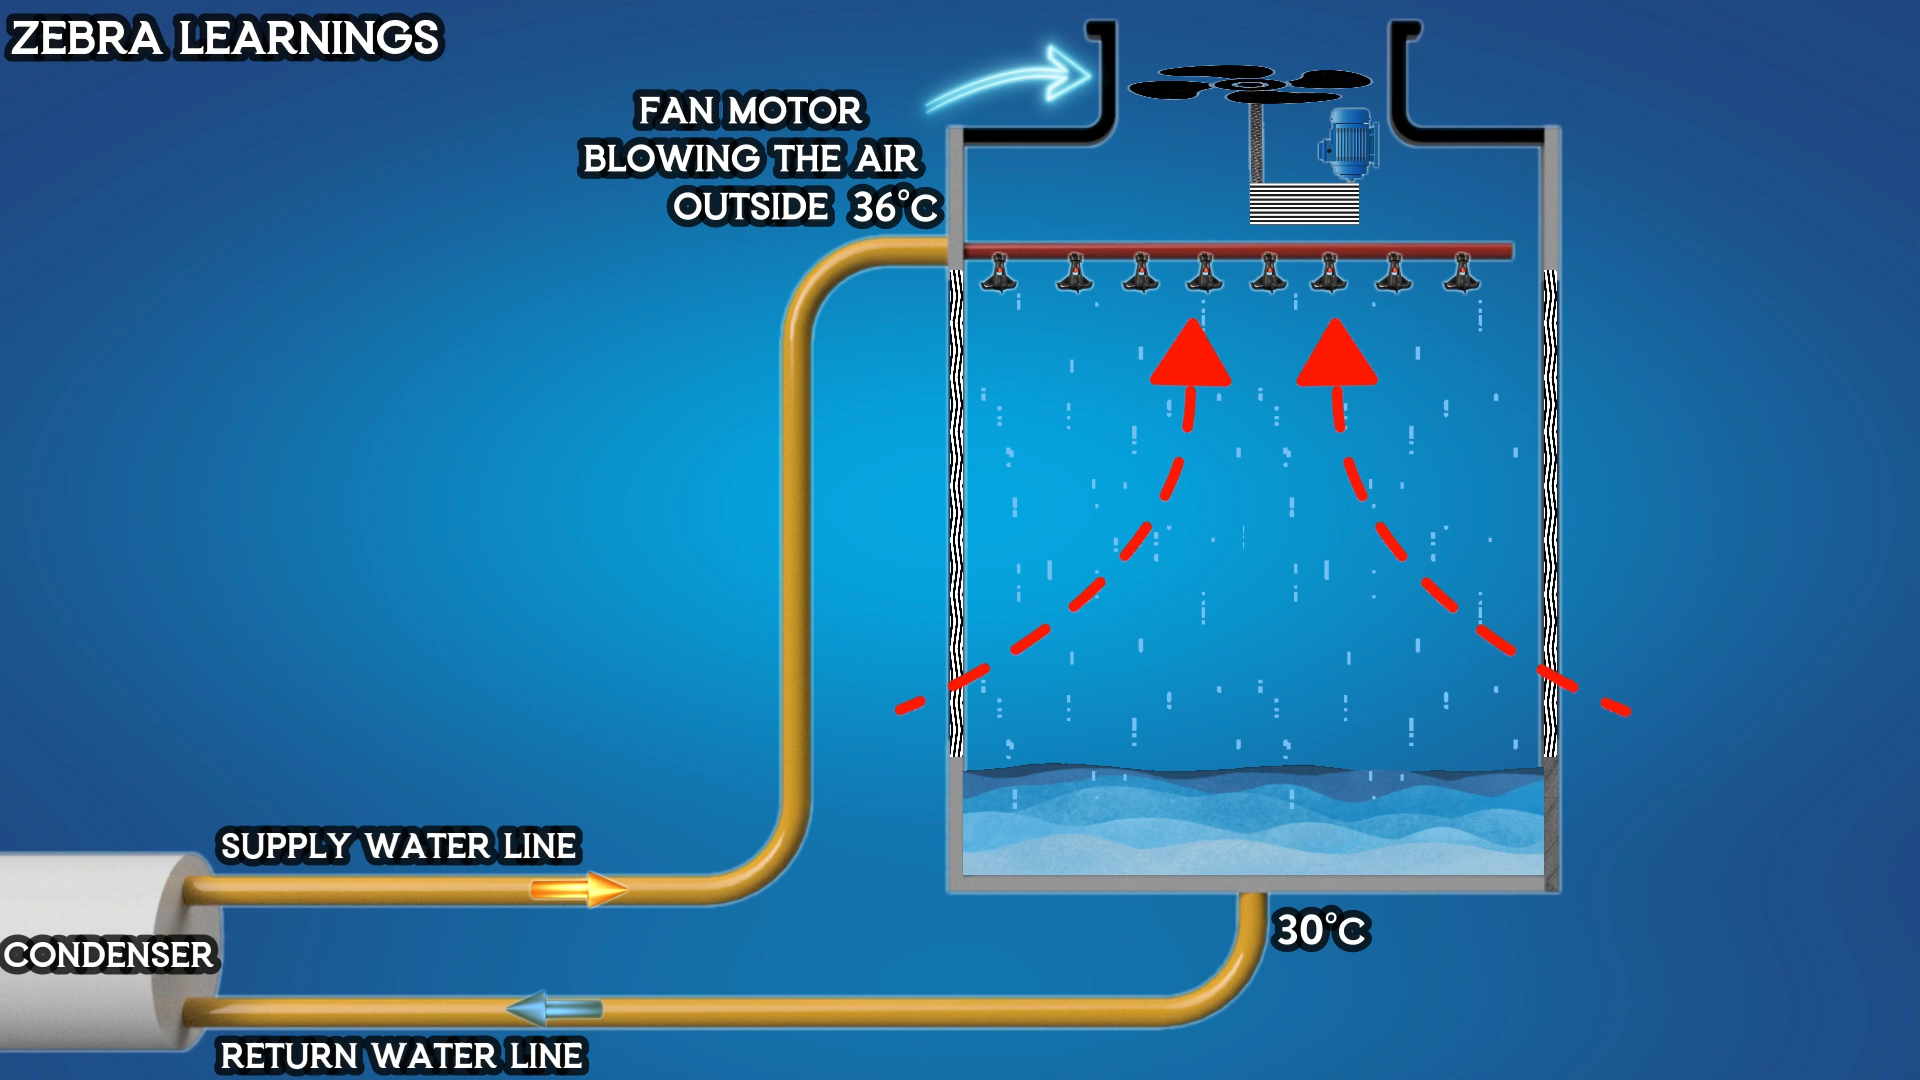 ZEBRA LEARNINGS
FAN MOTOR
BLOWING THE AIR
OUTSIDE 36°C
SUPPLY WATER LINE
CONDENSER
30°C
RETURN WATER LINE